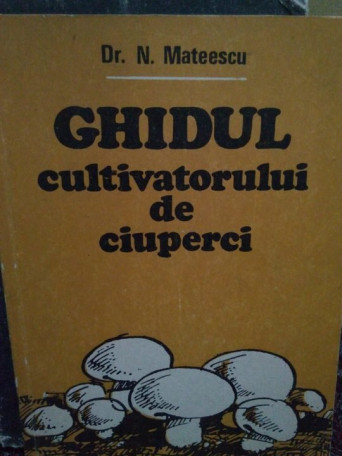 Dr. N. Mateescu
GHIDUL
cultivatorului
de
ciuperci